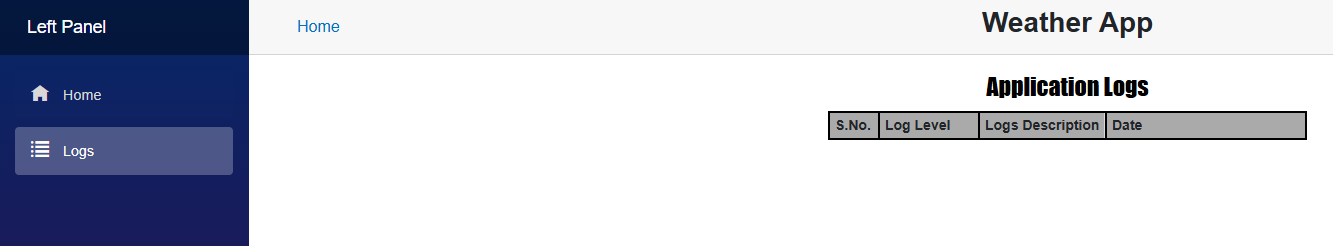 Left Panel
Home
Logs
Home
Weather App
Application Logs
S.No. Log Level Logs Description Date